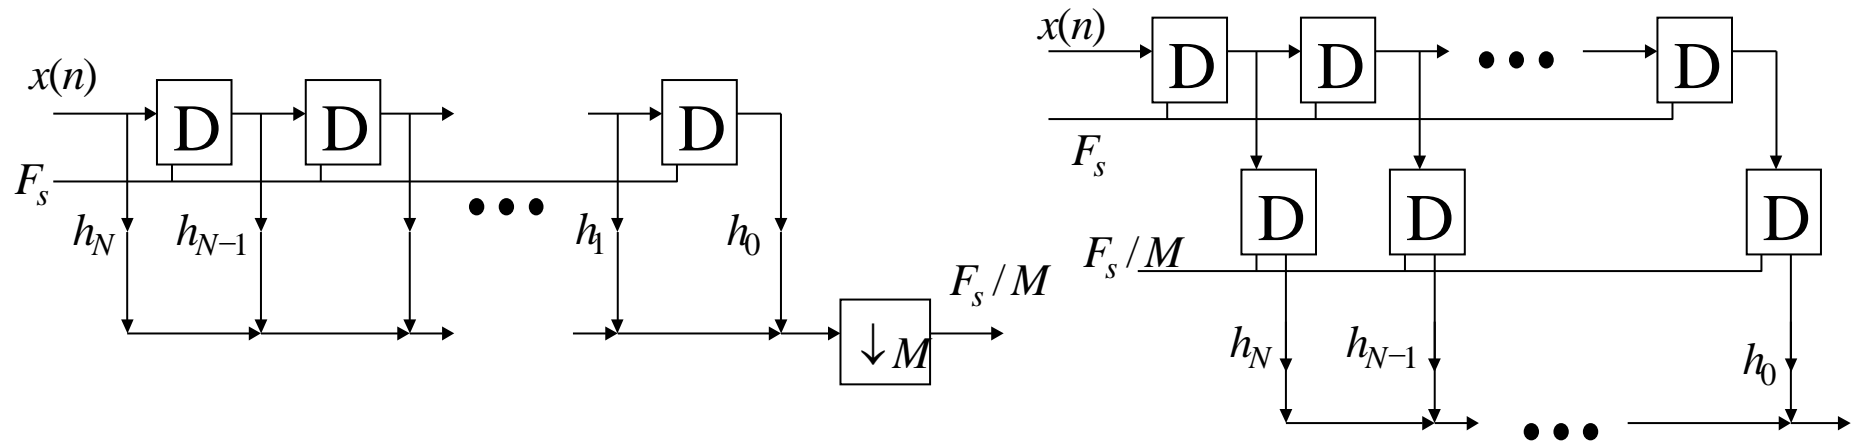 x(n)
D D D
F_s
h_N h_{N-1} h_1 h_0
F_s / M
↓M
x(n)
D D D
F_s
D D D
F_s / M
h_N h_{N-1} h_0